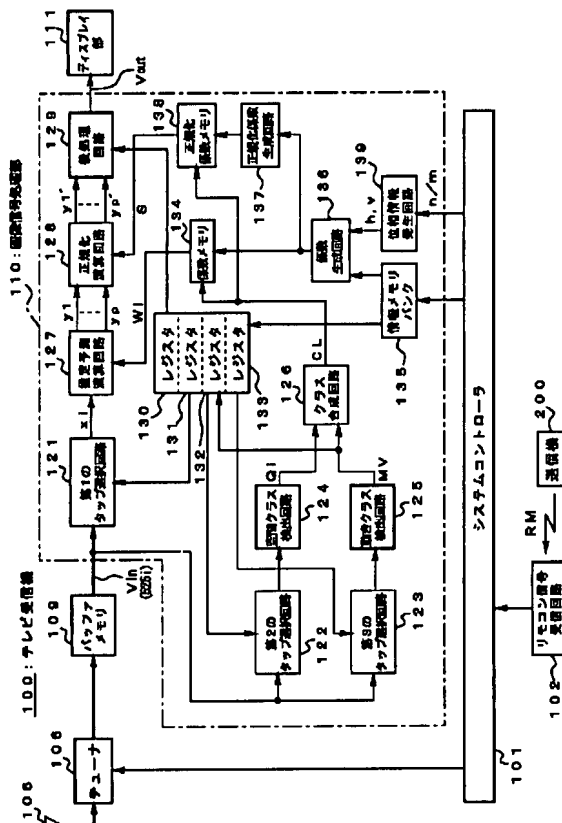 100:テレビ受信機
110:画像信号処理部
105
106
チューナ
109
バッファ
メモリ
Vin
(525i)
121
第1の
タップ選択回路
xi
127
推定予測
演算回路
y1
yp
128
正規化
演算回路
y1'
yp'
129
後処理
回路
Vout
111
ディスプレイ
部
Wi
S
130
131
132
133
レジスタ
レジスタ
レジスタ
レジスタ
134
係数メモリ
138
正規化
係数メモリ
137
正規化係数
生成回路
136
係数
生成回路
h,v
139
位相情報
発生回路
n/m
135
情報メモリ
バンク
122
第2の
タップ選択回路
123
第3の
タップ選択回路
124
空間クラス
検出回路
Qi
125
動きクラス
検出回路
MV
126
クラス
合成回路
CL
101
システムコントローラ
102
リモコン信号
受信回路
RM
200
送信機